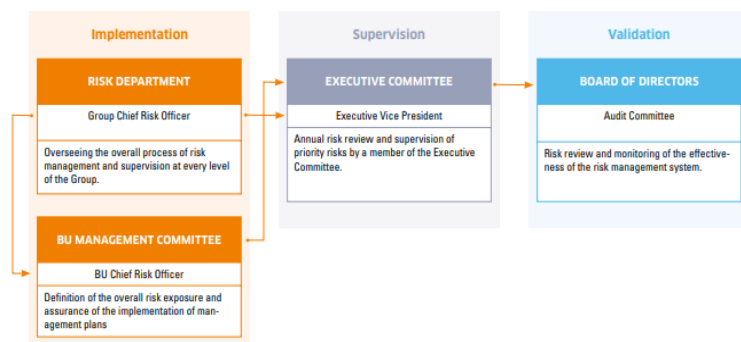 Implementation
RISK DEPARTMENT
Group Chief Risk Officer
Overseeing the overall process of risk
management and supervision at every level
of the Group.
BU MANAGEMENT COMMITTEE
BU Chief Risk Officer
Definition of the overall risk exposure and
assurance of the implementation of man-
agement plans
Supervision
EXECUTIVE COMMITTEE
Executive Vice President
Annual risk review and supervision of
priority risks by a member of the Executive
Committee.
Validation
BOARD OF DIRECTORS
Audit Committee
Risk review and monitoring of the effective-
ness of the risk management system.